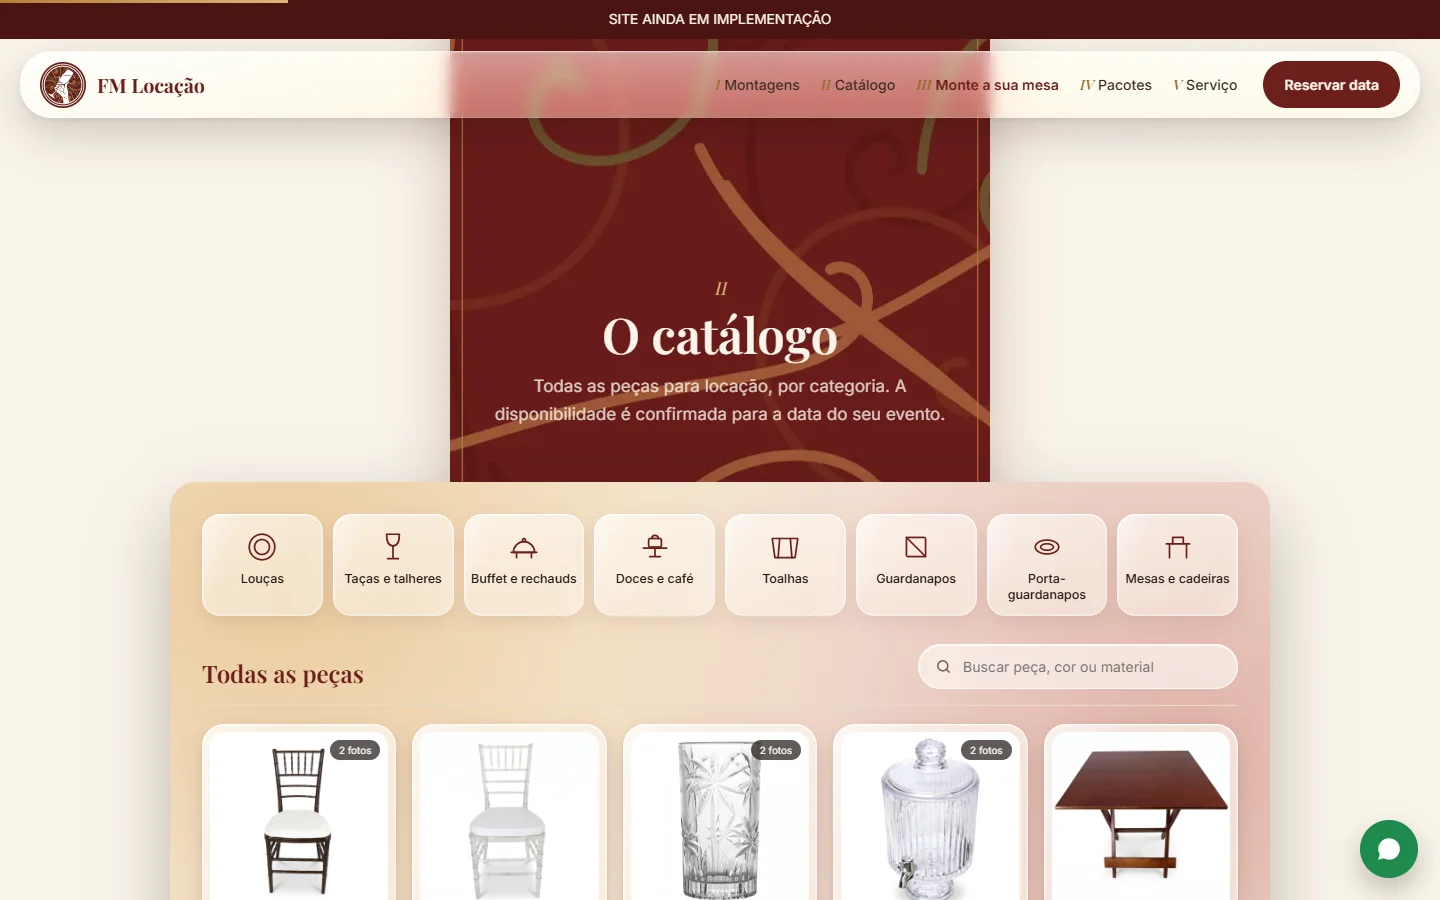 SITE AINDA EM IMPLEMENTAÇÃO
FM Locação
I Montagens
II Catálogo
III Monte a sua mesa
IV Pacotes
V Serviço
Reservar data
II
O catálogo
Todas as peças para locação, por categoria. A
disponibilidade é confirmada para a data do seu evento.
Louças
Taças e talheres
Buffet e rechauds
Doces e café
Toalhas
Guardanapos
Porta-
guardanapos
Mesas e cadeiras
Todas as peças
Buscar peça, cor ou material
2 fotos
2 fotos
2 fotos